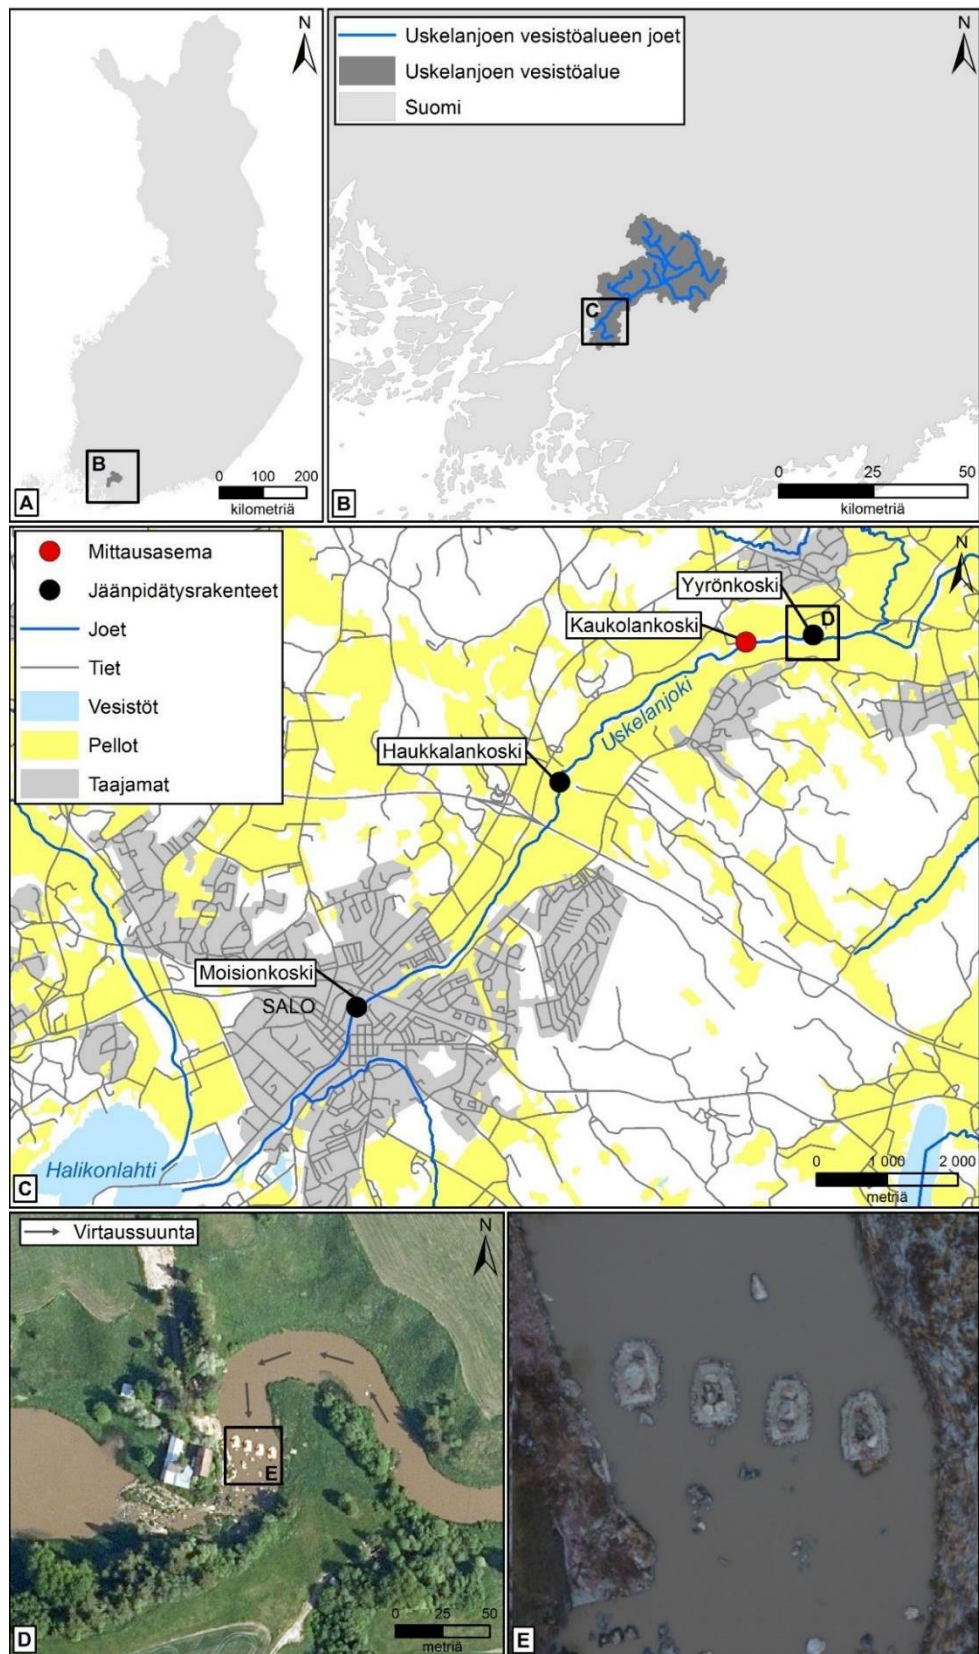 N
B
A
0 100 200
kilometriä
Uskelanjoen vesistöalueen joet
Uskelanjoen vesistöalue
Suomi
N
C
B
0 25 50
kilometriä
Mittausasema
Jäänpidätysrakenteet
Joet
Tiet
Vesistöt
Pellot
Taajamat
N
Yyrönkoski
D
Kaukolankoski
Uskelanjoki
Haukkalankoski
Moisionkoski
SALO
Halikonlahti
C
0 1 000 2 000
metriä
Virtaussuunta
N
E
D
0 25 50
metriä
E